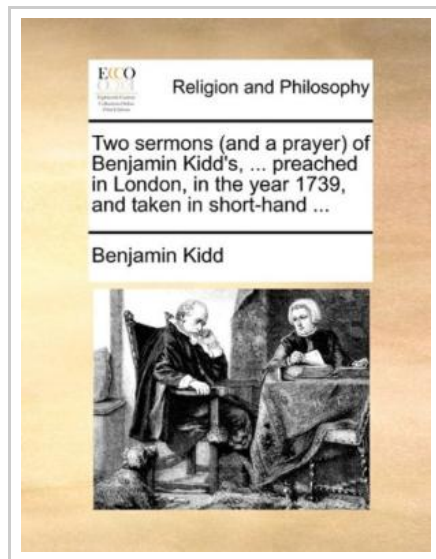 ECCO
Religion and Philosophy
Two sermons (and a prayer) of
Benjamin Kidd's, ... preached
in London, in the year 1739,
and taken in short-hand ...
Benjamin Kidd